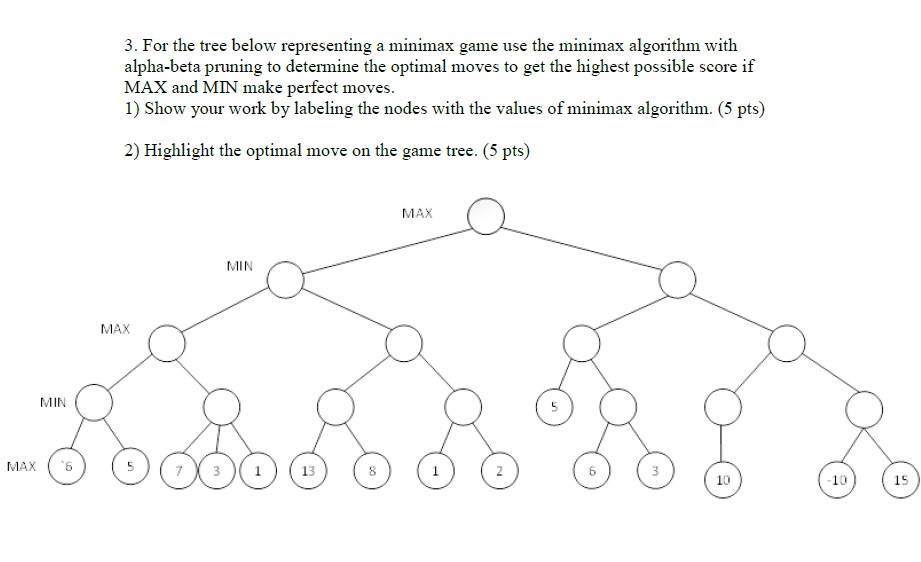 3. For the tree below representing a minimax game use the minimax algorithm with
alpha-beta pruning to determine the optimal moves to get the highest possible score if
MAX and MIN make perfect moves.
1) Show your work by labeling the nodes with the values of minimax algorithm. (5 pts)
2) Highlight the optimal move on the game tree. (5 pts)
MAX
MIN
MAX
MIN
5
MAX
`6 5 7 3 1 13 8 1 2 6 3 10 -10 15